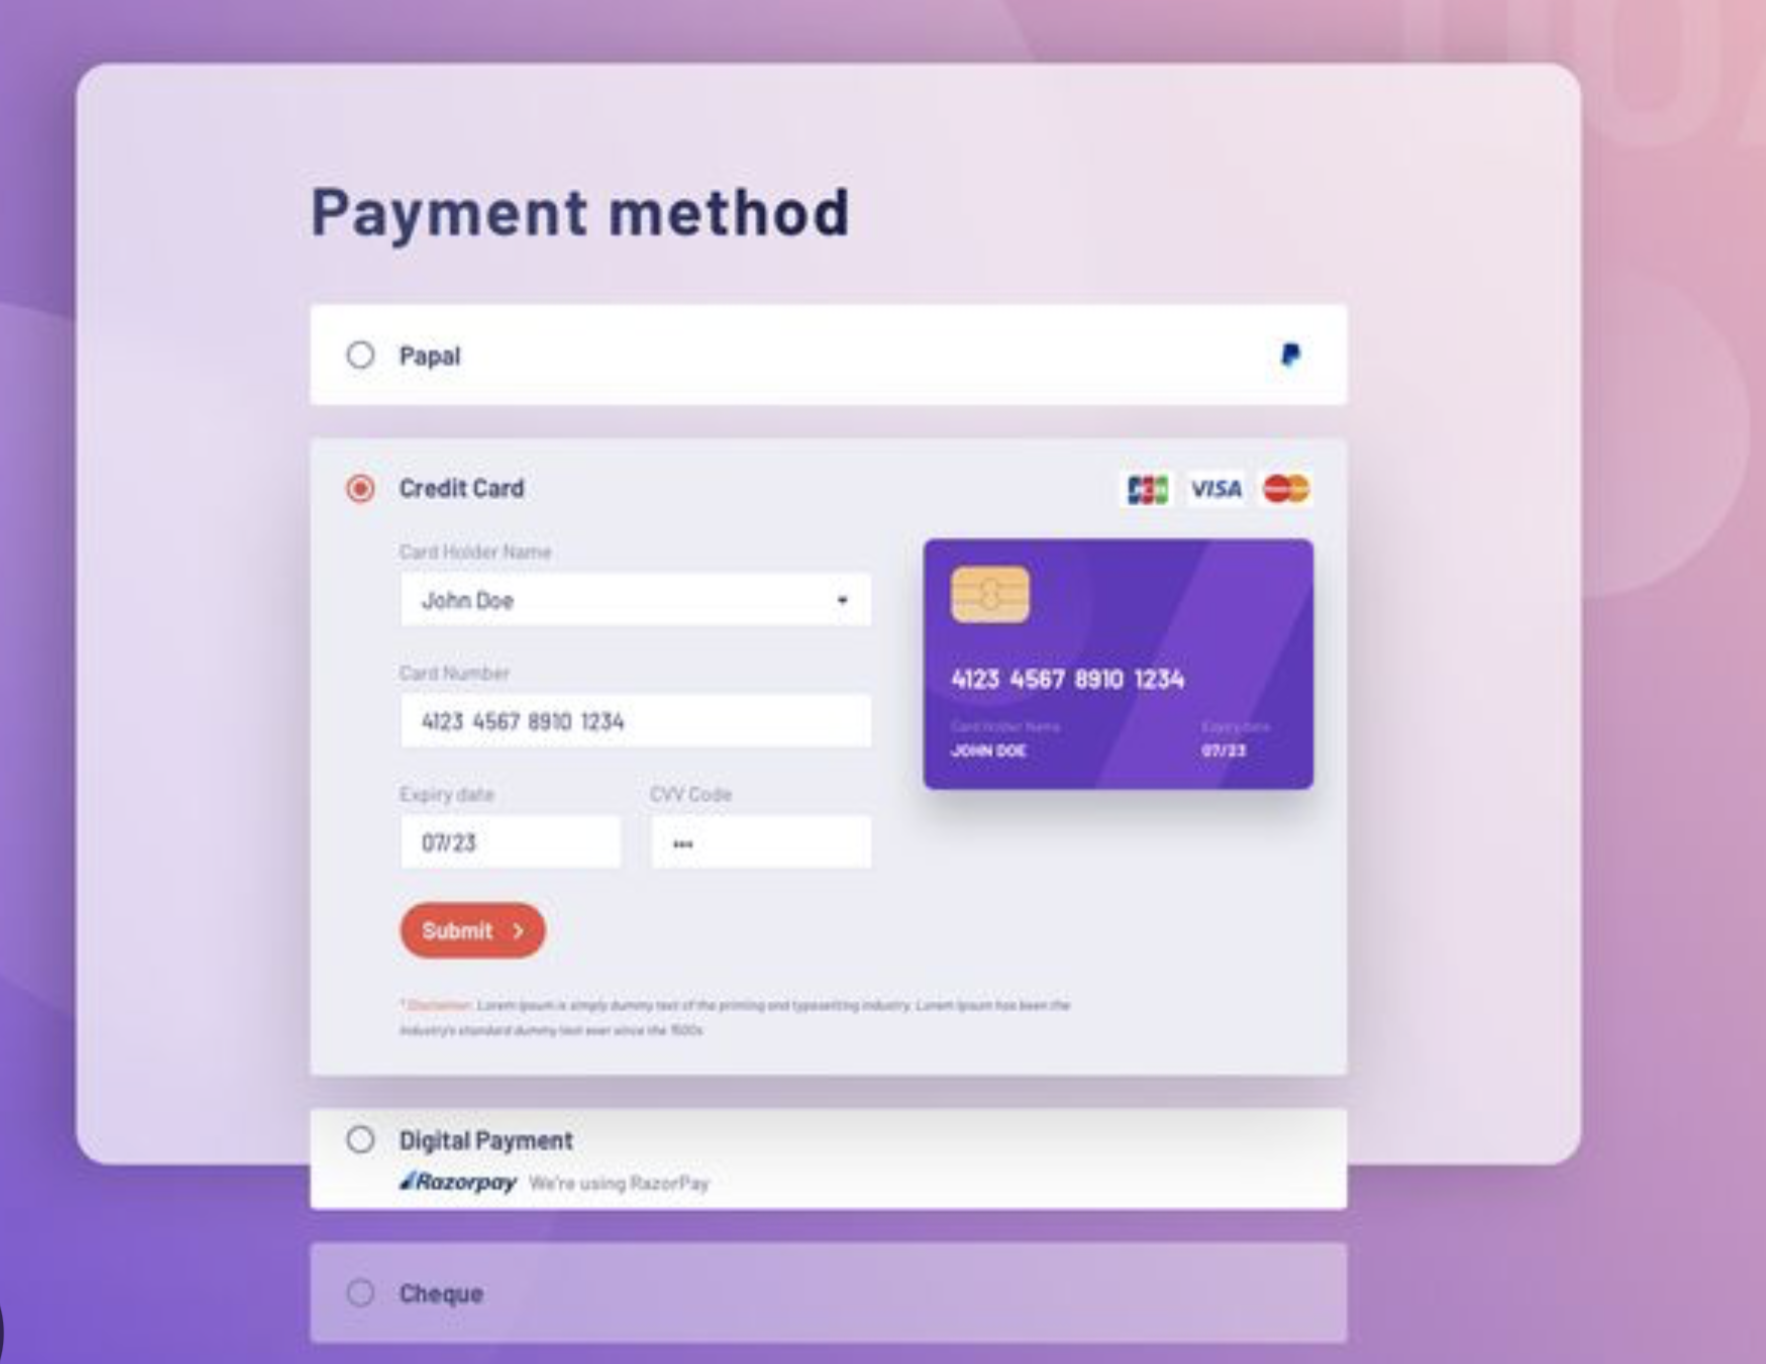 Payment method
Papal
Credit Card
VISA
Card Holder Name
John Doe
Card Number
4123 4567 8910 1234
Expiry date
CVV Code
07/23
•••
Submit
4123 4567 8910 1234
Card Holder Name
Expiry date
JOHN DOE
07/23
* Disclaimer: Lorem Ipsum is simply dummy text of the printing and typesetting industry. Lorem Ipsum has been the
industry's standard dummy text ever since the 1500s
Digital Payment
Razorpay We're using RazorPay
Cheque